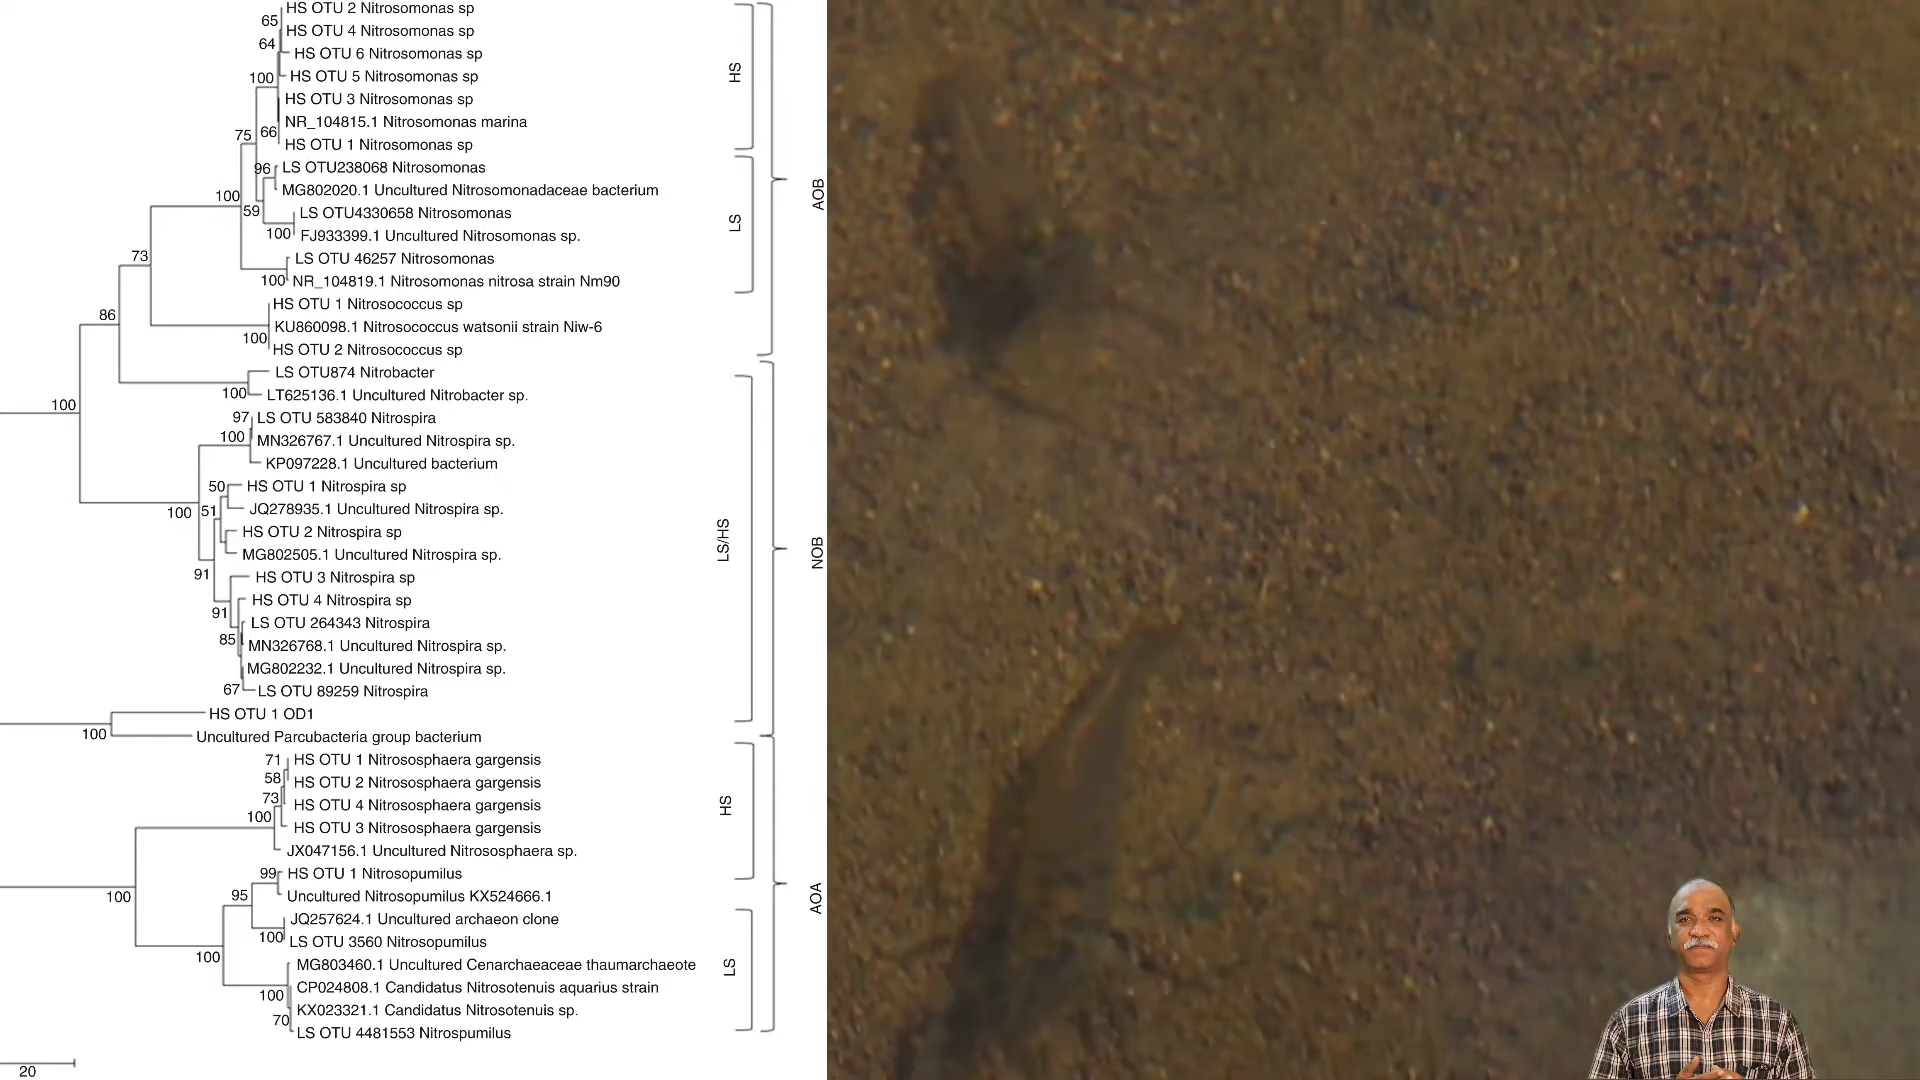 HS OTU 2 Nitrosomonas sp
65
HS OTU 4 Nitrosomonas sp
64
HS OTU 6 Nitrosomonas sp
100
HS OTU 5 Nitrosomonas sp
HS
HS OTU 3 Nitrosomonas sp
NR_104815.1 Nitrosomonas marina
75
66
HS OTU 1 Nitrosomonas sp
96
LS OTU238068 Nitrosomonas
MG802020.1 Uncultured Nitrosomonadaceae bacterium
AOB
100
59
LS OTU4330658 Nitrosomonas
LS
100
FJ933399.1 Uncultured Nitrosomonas sp.
73
LS OTU 46257 Nitrosomonas
100
NR_104819.1 Nitrosomonas nitrosa strain Nm90
HS OTU 1 Nitrosococcus sp
86
KU860098.1 Nitrosococcus watsonii strain Niw-6
100
HS OTU 2 Nitrosococcus sp
LS OTU874 Nitrobacter
100
LT625136.1 Uncultured Nitrobacter sp.
100
97
LS OTU 583840 Nitrospira
100
MN326767.1 Uncultured Nitrospira sp.
KP097228.1 Uncultured bacterium
50
HS OTU 1 Nitrospira sp
100
51
JQ278935.1 Uncultured Nitrospira sp.
HS OTU 2 Nitrospira sp
LS/HS
NOB
MG802505.1 Uncultured Nitrospira sp.
91
HS OTU 3 Nitrospira sp
HS OTU 4 Nitrospira sp
91
LS OTU 264343 Nitrospira
85
MN326768.1 Uncultured Nitrospira sp.
MG802232.1 Uncultured Nitrospira sp.
67
LS OTU 89259 Nitrospira
HS OTU 1 OD1
100
Uncultured Parcubacteria group bacterium
71
HS OTU 1 Nitrososphaera gargensis
58
HS OTU 2 Nitrososphaera gargensis
73
HS OTU 4 Nitrososphaera gargensis
HS
100
HS OTU 3 Nitrososphaera gargensis
JX047156.1 Uncultured Nitrososphaera sp.
99
HS OTU 1 Nitrosopumilus
100
95
Uncultured Nitrosopumilus KX524666.1
AOA
JQ257624.1 Uncultured archaeon clone
100
LS OTU 3560 Nitrosopumilus
100
MG803460.1 Uncultured Cenarchaeaceae thaumarchaeote
LS
100
CP024808.1 Candidatus Nitrosotenuis aquarius strain
KX023321.1 Candidatus Nitrosotenuis sp.
70
LS OTU 4481553 Nitrospumilus
20